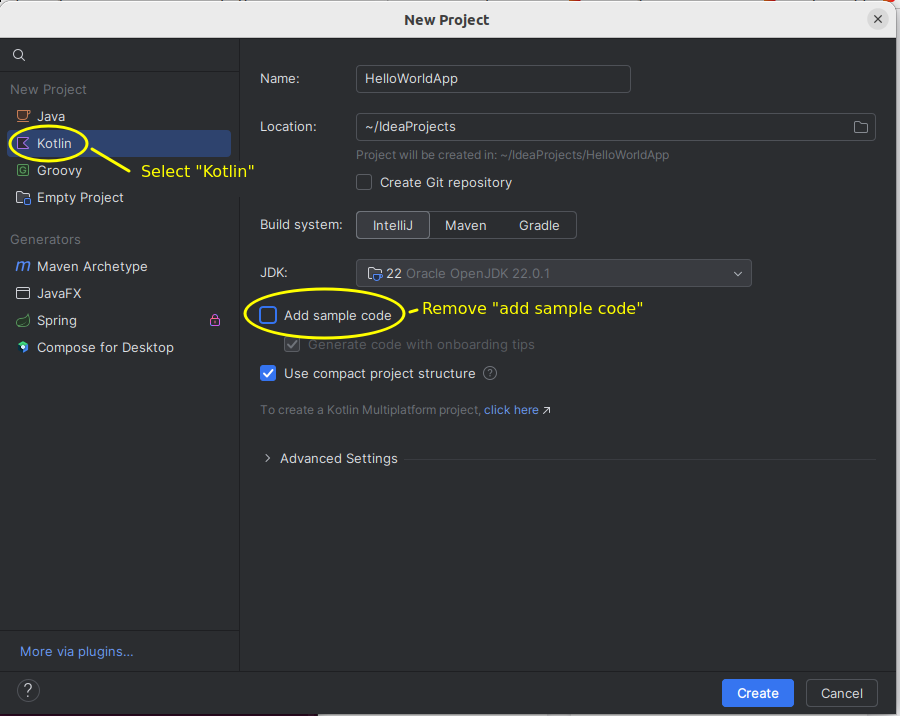 New Project
New Project
Java
Kotlin
Select "Kotlin"
Groovy
Empty Project
Generators
Maven Archetype
JavaFX
Spring
Compose for Desktop
More via plugins...
Name:
HelloWorldApp
Location:
~/IdeaProjects
Project will be created in: ~/IdeaProjects/HelloWorldApp
Create Git repository
Build system:
IntelliJ
Maven
Gradle
JDK:
22 Oracle OpenJDK 22.0.1
Add sample code
Remove "add sample code"
Generate code with onboarding tips
Use compact project structure ?
To create a Kotlin Multiplatform project, click here ↗
Advanced Settings
?
Create
Cancel